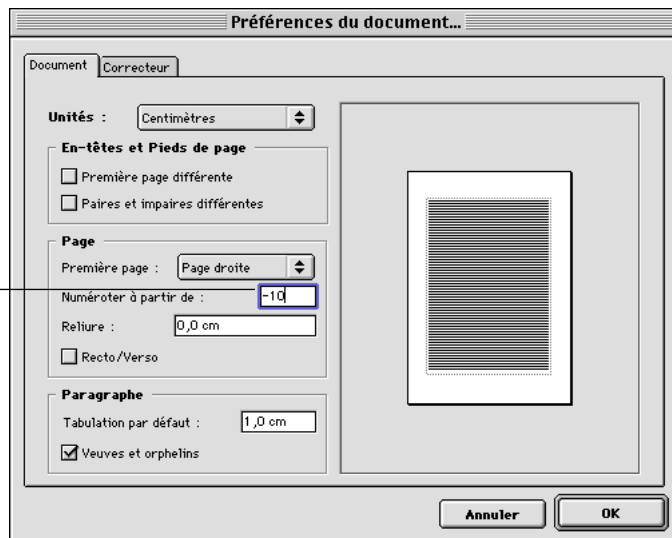 Préférences du document...
Document Correcteur
Unités : Centimètres
En-têtes et Pieds de page
Première page différente
Paires et impaires différentes
Page
Première page : Page droite
Numéroter à partir de : -10
Reliure : 0,0 cm
Recto/Verso
Paragraphe
Tabulation par défaut : 1,0 cm
Veuves et orphelins
Annuler OK